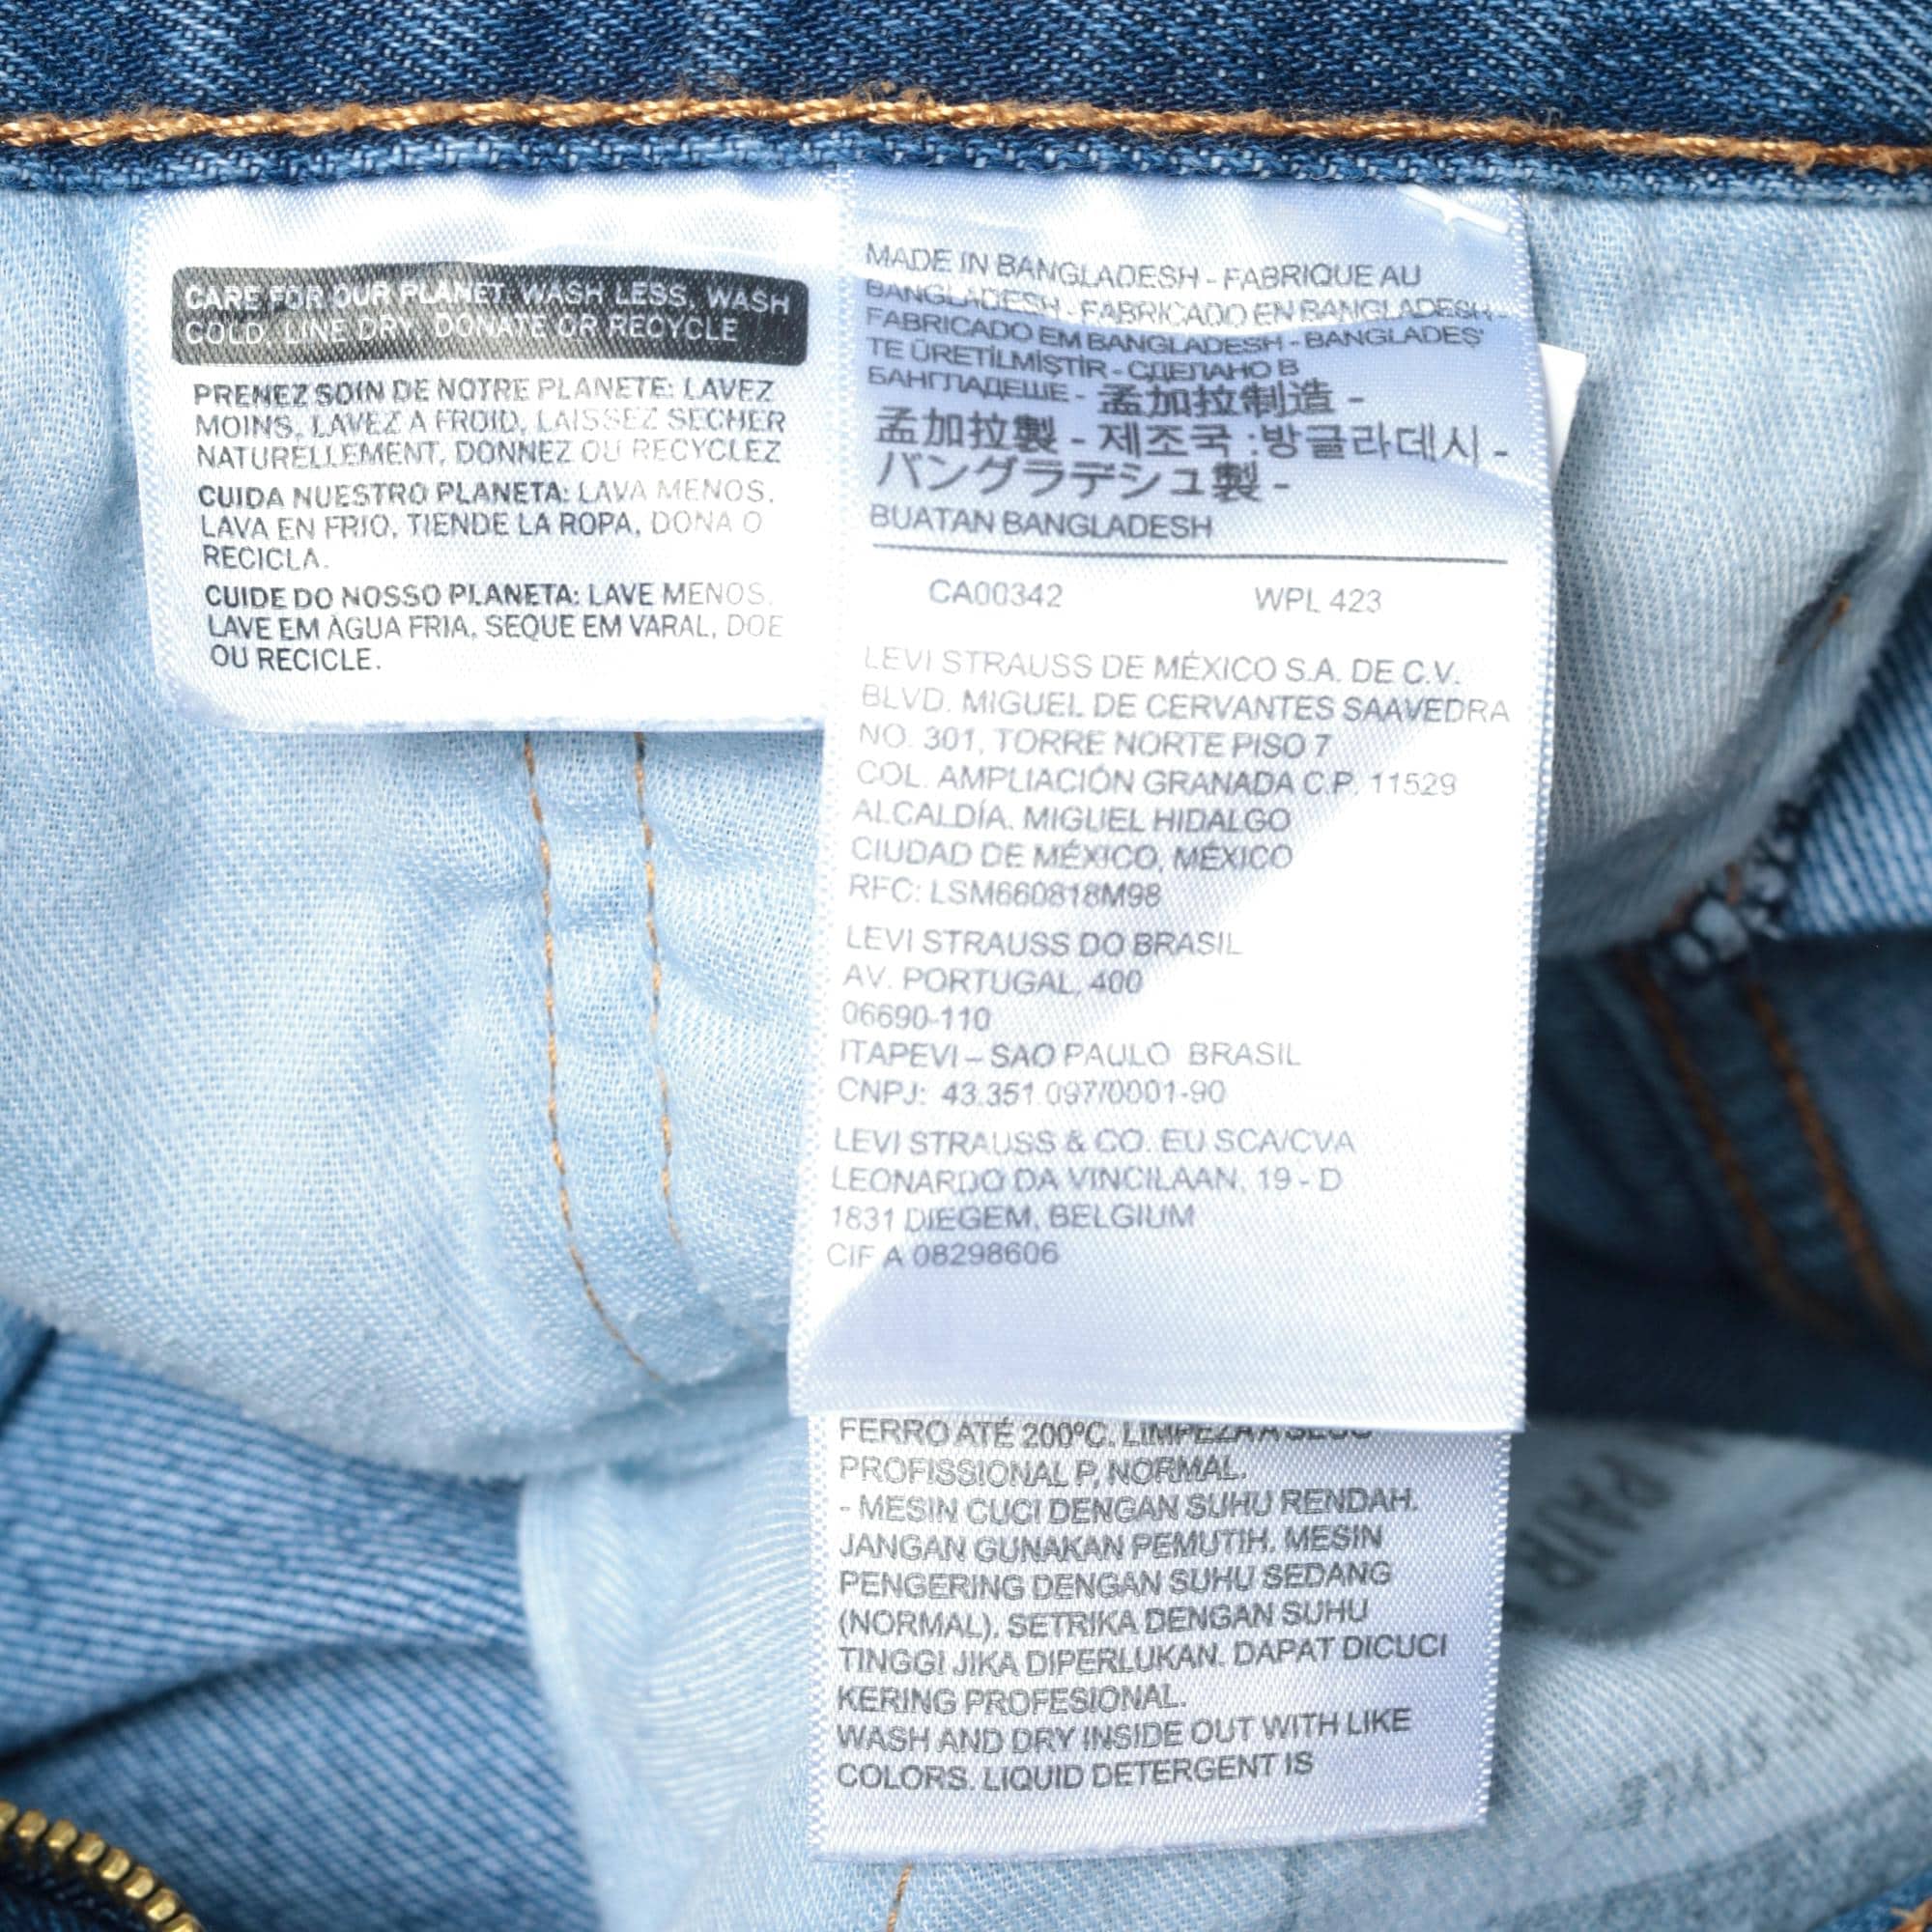 CARE FOR OUR PLANET: WASH LESS, WASH
COLD, LINE DRY, DONATE OR RECYCLE
PRENEZ SOIN DE NOTRE PLANETE: LAVEZ
MOINS, LAVEZ A FROID, LAISSEZ SECHER
NATURELLEMENT, DONNEZ OU RECYCLEZ
CUIDA NUESTRO PLANETA: LAVA MENOS,
LAVA EN FRIO, TIENDE LA ROPA, DONA O
RECICLA.
CUIDE DO NOSSO PLANETA: LAVE MENOS,
LAVE EM ÀGUA FRIA, SEQUE EM VARAL, DOE
OU RECICLE.
MADE IN BANGLADESH - FABRIQUE AU
BANGLADESH - FABRICADO EN BANGLADESH -
FABRICADO EM BANGLADESH - BANGLADEŞ'
TE ÜRETİLMİŞTİR - СДЕЛАНО В
БАНГЛАДЕШЕ - 孟加拉制造 -
孟加拉製 - 제조국 :방글라데시 -
バングラデシュ製 -
BUATAN BANGLADESH
CA00342 WPL 423
LEVI STRAUSS DE MÉXICO S.A. DE C.V.
BLVD. MIGUEL DE CERVANTES SAAVEDRA
NO. 301, TORRE NORTE PISO 7
COL. AMPLIACIÓN GRANADA C.P. 11529
ALCALDÍA. MIGUEL HIDALGO
CIUDAD DE MÉXICO, MÉXICO
RFC: LSM660818M98
LEVI STRAUSS DO BRASIL
AV. PORTUGAL, 400
06690-110
ITAPEVI – SAO PAULO BRASIL
CNPJ: 43.351.097/0001-90
LEVI STRAUSS & CO. EU SCA/CVA
LEONARDO DA VINCILAAN, 19 - D
1831 DIEGEM, BELGIUM
CIF A 08298606
FERRO ATÉ 200ºC. LIMPEZA A SECO
PROFISSIONAL P, NORMAL.
- MESIN CUCI DENGAN SUHU RENDAH.
JANGAN GUNAKAN PEMUTIH. MESIN
PENGERING DENGAN SUHU SEDANG
(NORMAL). SETRIKA DENGAN SUHU
TINGGI JIKA DIPERLUKAN. DAPAT DICUCI
KERING PROFESIONAL.
WASH AND DRY INSIDE OUT WITH LIKE
COLORS. LIQUID DETERGENT IS
PAIR
STYLE